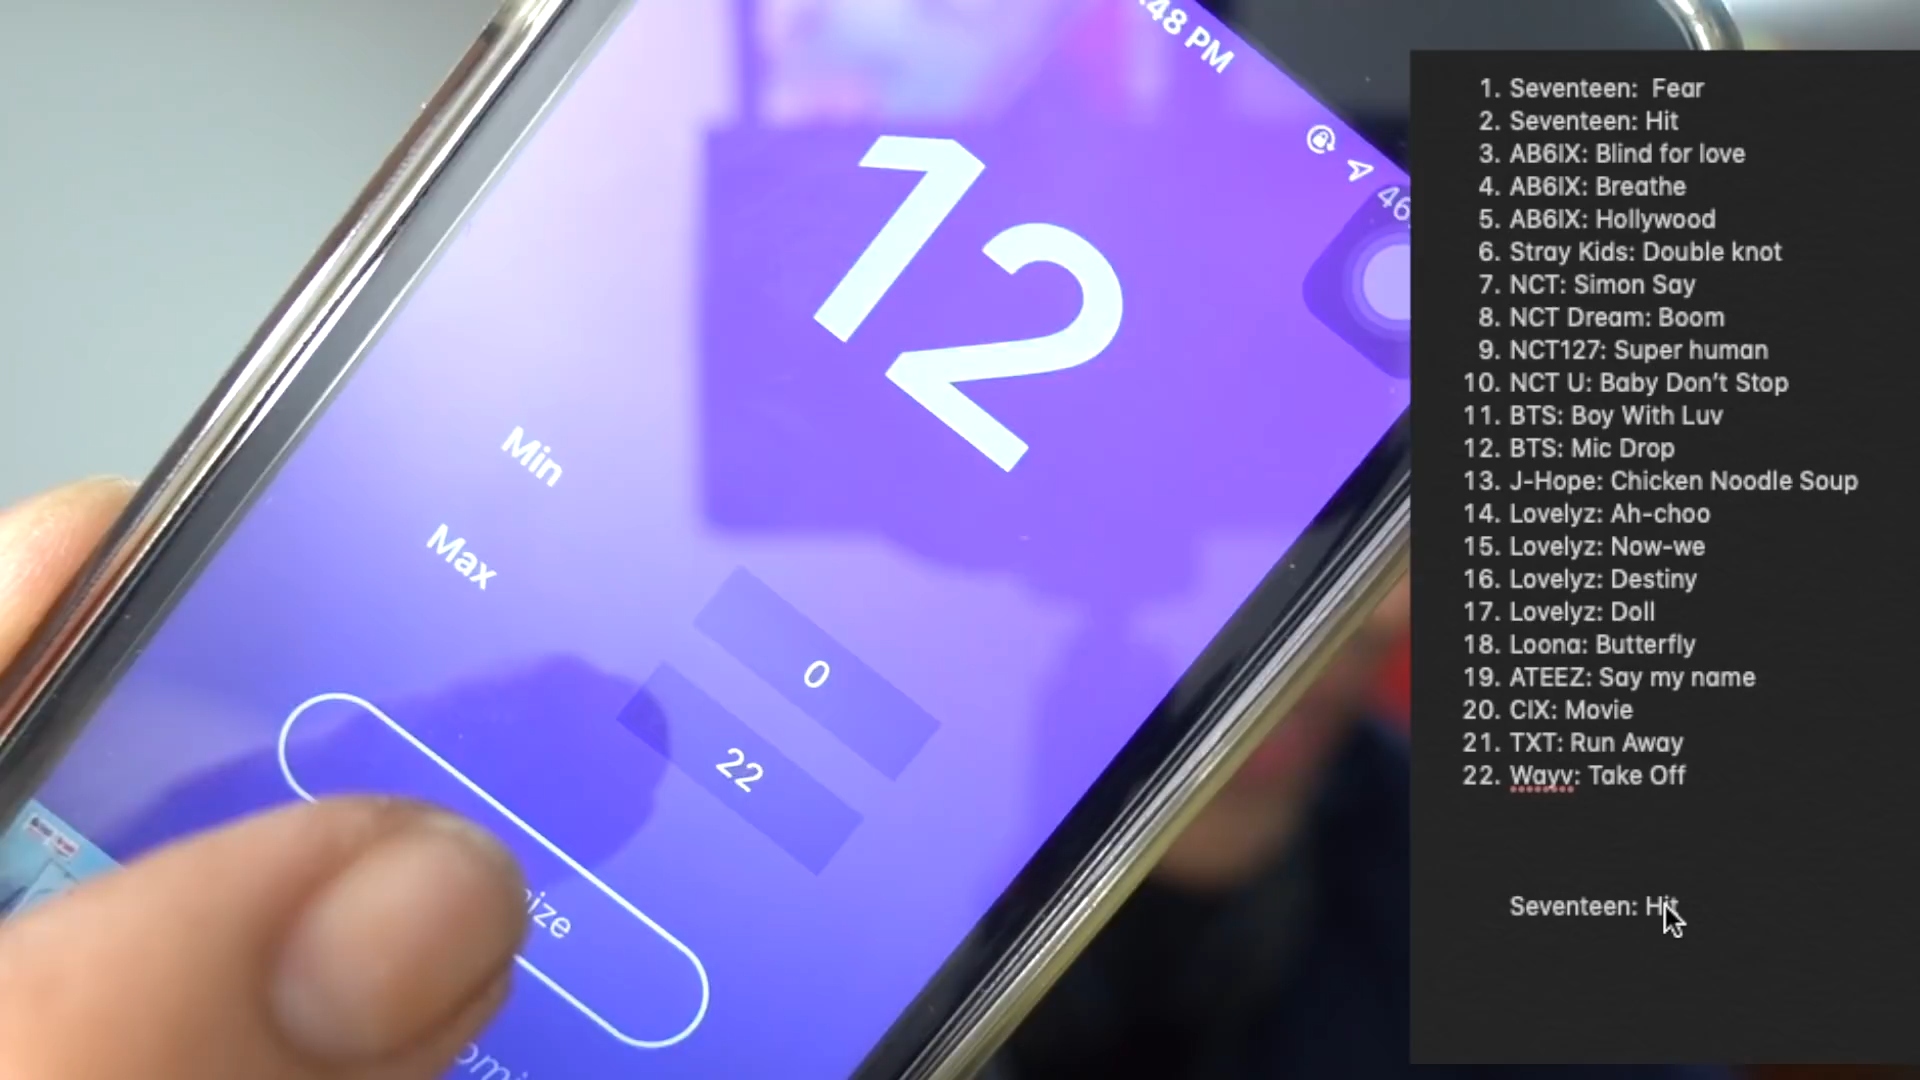 :48 PM
46
12
Min
Max
0
22
1. Seventeen:  Fear
2. Seventeen: Hit
3. AB6IX: Blind for love
4. AB6IX: Breathe
5. AB6IX: Hollywood
6. Stray Kids: Double knot
7. NCT: Simon Say
8. NCT Dream: Boom
9. NCT127: Super human
10. NCT U: Baby Don’t Stop
11. BTS: Boy With Luv
12. BTS: Mic Drop
13. J-Hope: Chicken Noodle Soup
14. Lovelyz: Ah-choo
15. Lovelyz: Now-we
16. Lovelyz: Destiny
17. Lovelyz: Doll
18. Loona: Butterfly
19. ATEEZ: Say my name
20. CIX: Movie
21. TXT: Run Away
22. Wayv: Take Off
Seventeen: Hit